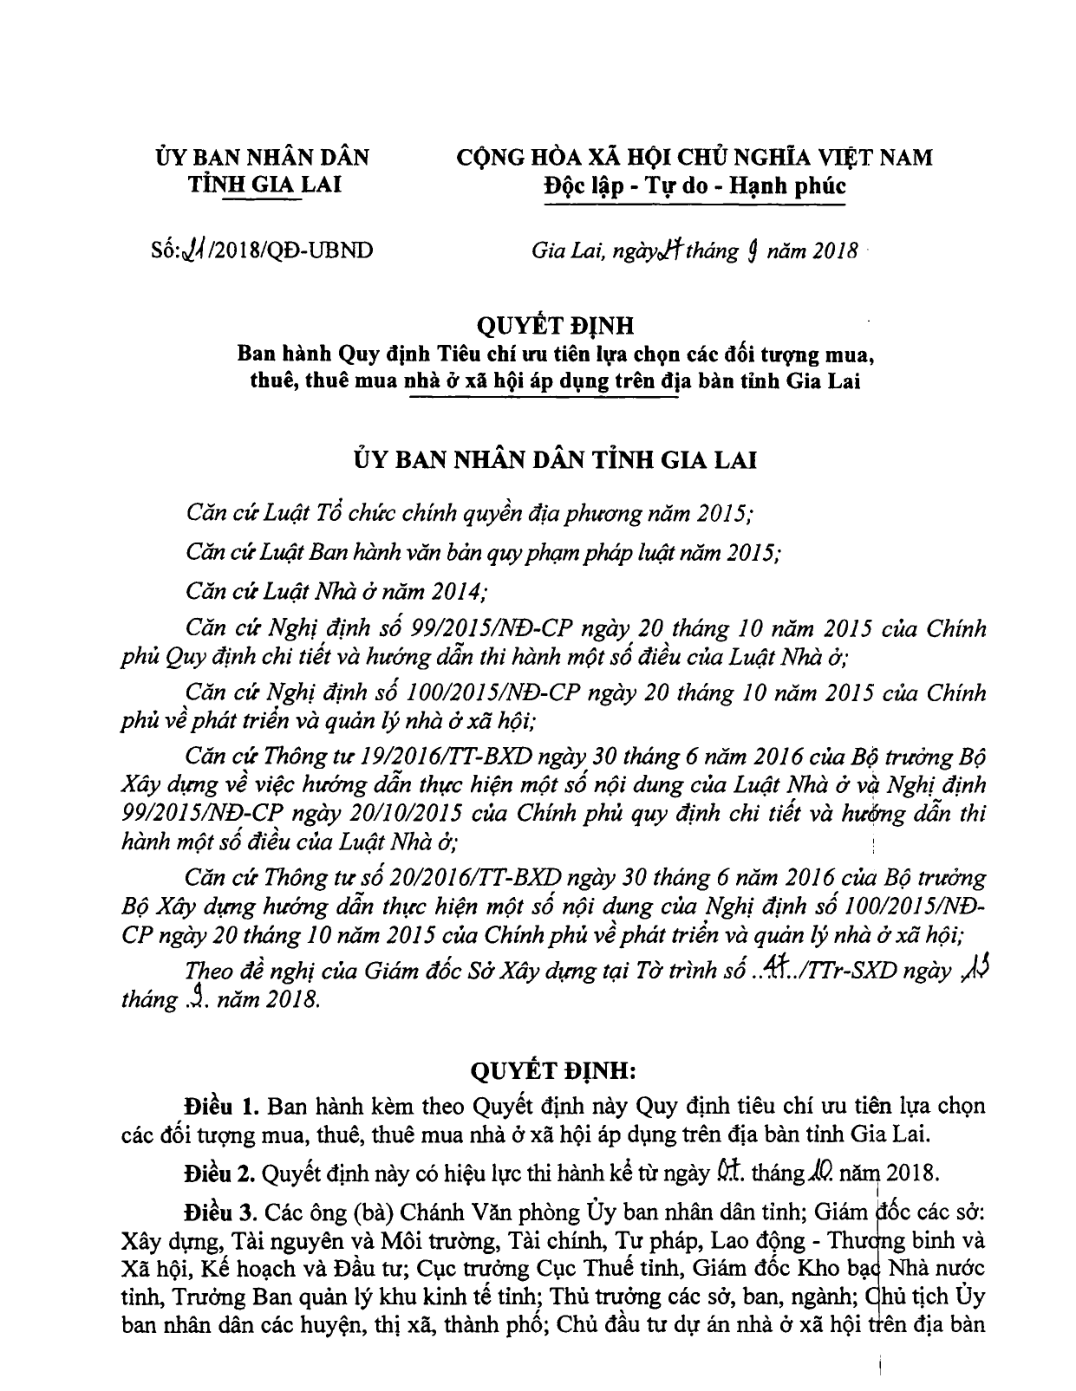 ỦY BAN NHÂN DÂN
TỈNH GIA LAI
CỘNG HÒA XÃ HỘI CHỦ NGHĨA VIỆT NAM
Độc lập - Tự do - Hạnh phúc
Số: 21/2018/QĐ-UBND
Gia Lai, ngày tháng 9 năm 2018
QUYẾT ĐỊNH
Ban hành Quy định Tiêu chí ưu tiên lựa chọn các đối tượng mua,
thuê, thuê mua nhà ở xã hội áp dụng trên địa bàn tỉnh Gia Lai
ỦY BAN NHÂN DÂN TỈNH GIA LAI
Căn cứ Luật Tổ chức chính quyền địa phương năm 2015;
Căn cứ Luật Ban hành văn bản quy phạm pháp luật năm 2015;
Căn cứ Luật Nhà ở năm 2014;
Căn cứ Nghị định số 99/2015/NĐ-CP ngày 20 tháng 10 năm 2015 của Chính
phủ Quy định chi tiết và hướng dẫn thi hành một số điều của Luật Nhà ở;
Căn cứ Nghị định số 100/2015/NĐ-CP ngày 20 tháng 10 năm 2015 của Chính
phủ về phát triển và quản lý nhà ở xã hội;
Căn cứ Thông tư 19/2016/TT-BXD ngày 30 tháng 6 năm 2016 của Bộ trưởng Bộ
Xây dựng về việc hướng dẫn thực hiện một số nội dung của Luật Nhà ở và Nghị định
99/2015/NĐ-CP ngày 20/10/2015 của Chính phủ quy định chi tiết và hướng dẫn thi
hành một số điều của Luật Nhà ở;
Căn cứ Thông tư số 20/2016/TT-BXD ngày 30 tháng 6 năm 2016 của Bộ trưởng
Bộ Xây dựng hướng dẫn thực hiện một số nội dung của Nghị định số 100/2015/NĐ-
CP ngày 20 tháng 10 năm 2015 của Chính phủ về phát triển và quản lý nhà ở xã hội;
Theo đề nghị của Giám đốc Sở Xây dựng tại Tờ trình số ../TTr-SXD ngày 13
tháng .9. năm 2018.
QUYẾT ĐỊNH:
Điều 1. Ban hành kèm theo Quyết định này Quy định tiêu chí ưu tiên lựa chọn
các đối tượng mua, thuê, thuê mua nhà ở xã hội áp dụng trên địa bàn tỉnh Gia Lai.
Điều 2. Quyết định này có hiệu lực thi hành kể từ ngày tháng 10. năm 2018.
Điều 3. Các ông (bà) Chánh Văn phòng Ủy ban nhân dân tỉnh; Giám đốc các sở:
Xây dựng, Tài nguyên và Môi trường, Tài chính, Tư pháp, Lao động - Thương binh và
Xã hội, Kế hoạch và Đầu tư; Cục trưởng Cục Thuế tỉnh, Giám đốc Kho bạc Nhà nước
tỉnh, Trưởng Ban quản lý khu kinh tế tỉnh; Thủ trưởng các sở, ban, ngành; Chủ tịch Ủy
ban nhân dân các huyện, thị xã, thành phố; Chủ đầu tư dự án nhà ở xã hội trên địa bàn